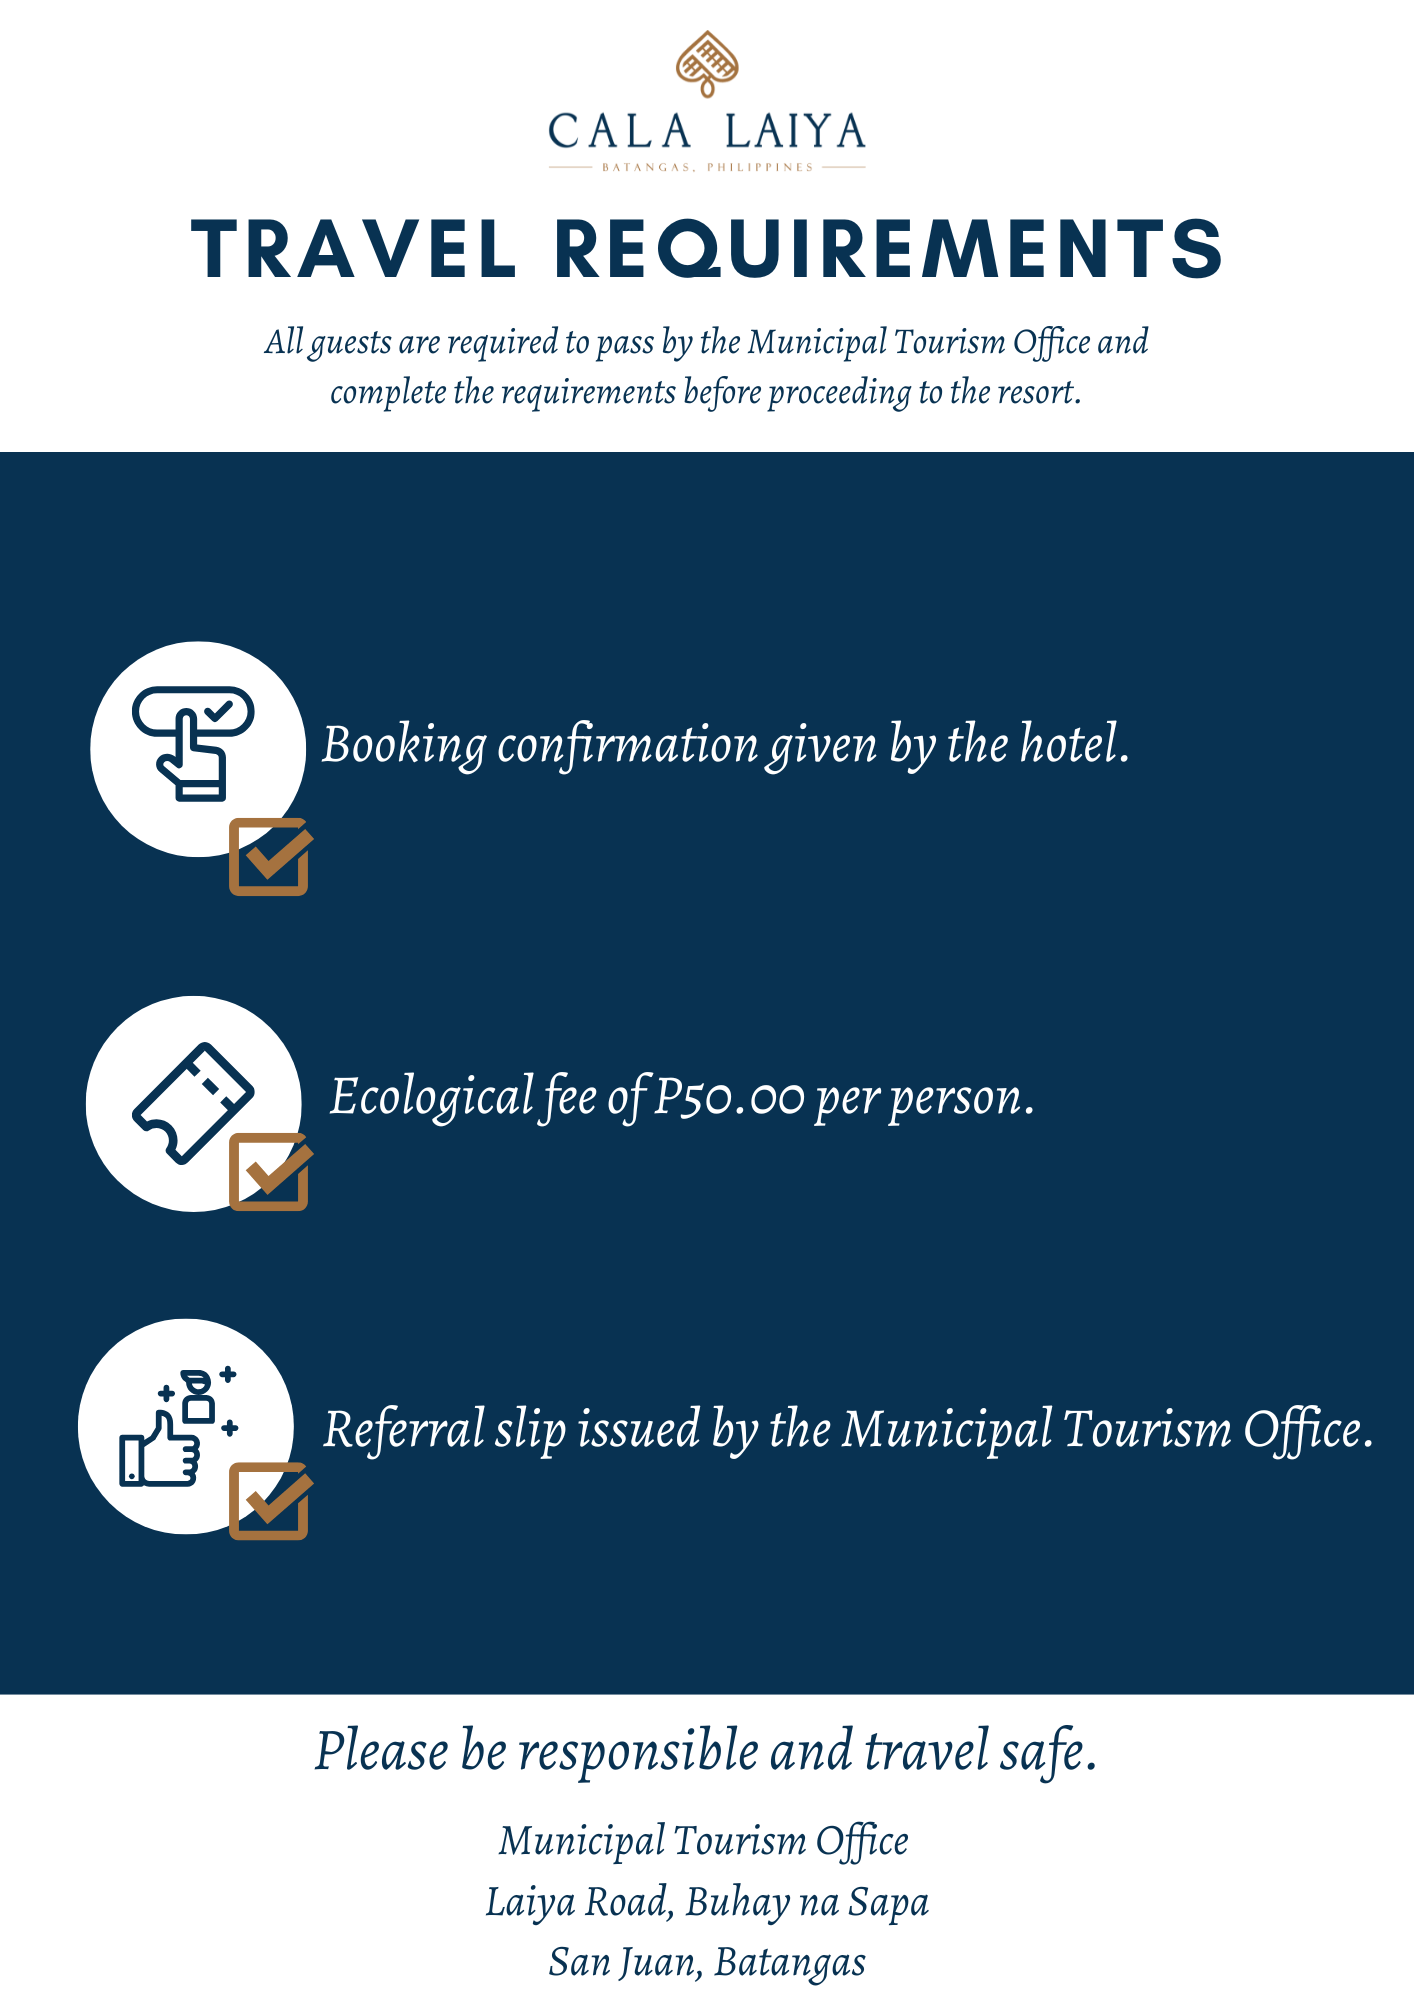 CALA LAIYA
BATANGAS, PHILIPPINES
TRAVEL REQUIREMENTS
All guests are required to pass by the Municipal Tourism Office and
complete the requirements before proceeding to the resort.
Booking confirmation given by the hotel.
Ecological fee of P50.00 per person.
Referral slip issued by the Municipal Tourism Office.
Please be responsible and travel safe.
Municipal Tourism Office
Laiya Road, Buhay na Sapa
San Juan, Batangas